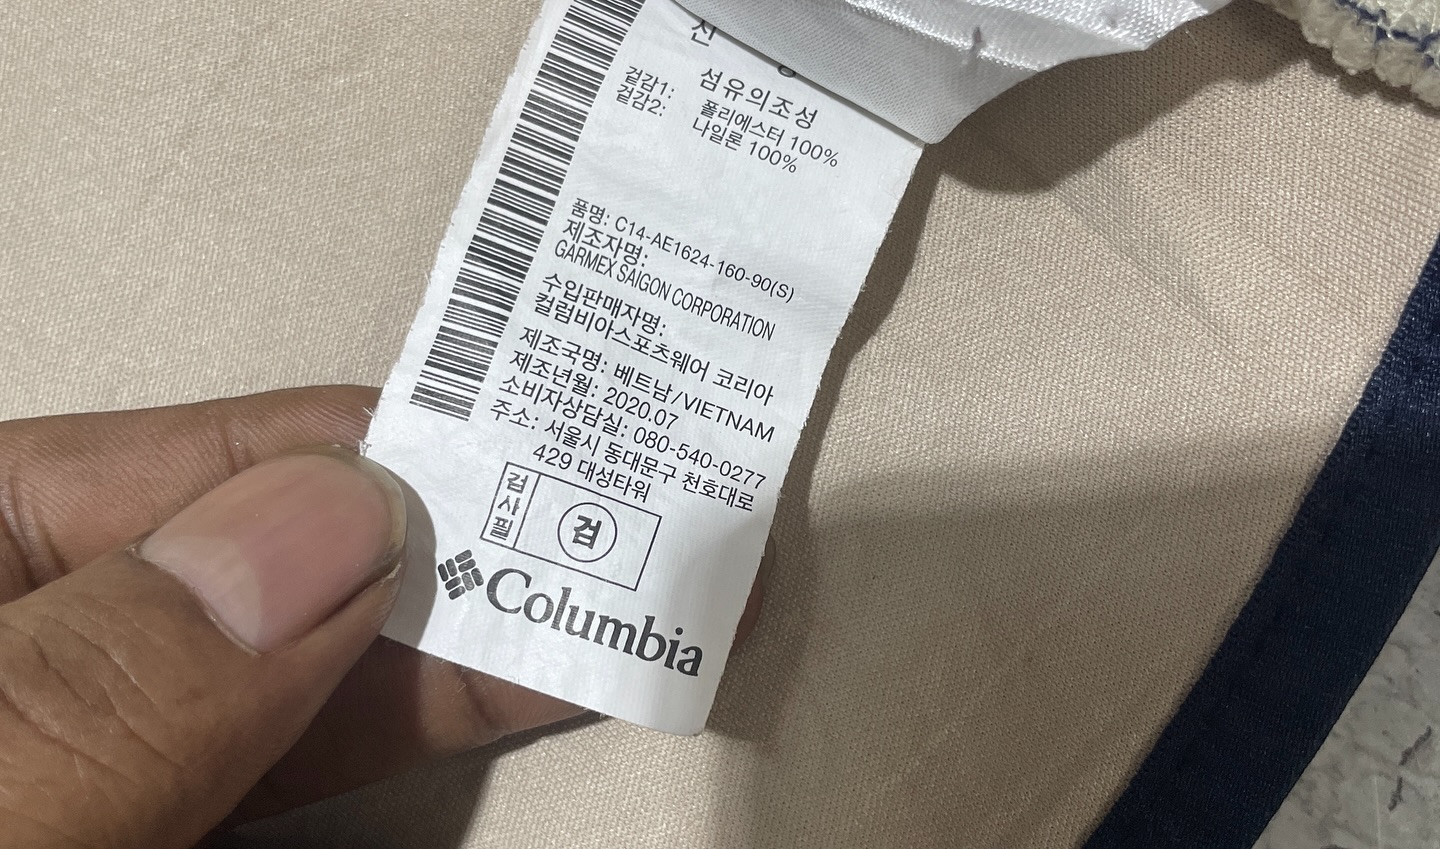 섬유의조성
겉감1: 폴리에스터 100%
겉감2: 나일론 100%
품명: C14-AE1624-160-90(S)
제조자명:
GARMEX SAIGON CORPORATION
수입판매자명:
컬럼비아스포츠웨어 코리아
제조국명: 베트남/VIETNAM
제조년월: 2020.07
소비자상담실: 080-540-0277
주소: 서울시 동대문구 천호대로
429 대성타워
검사필
검
Columbia